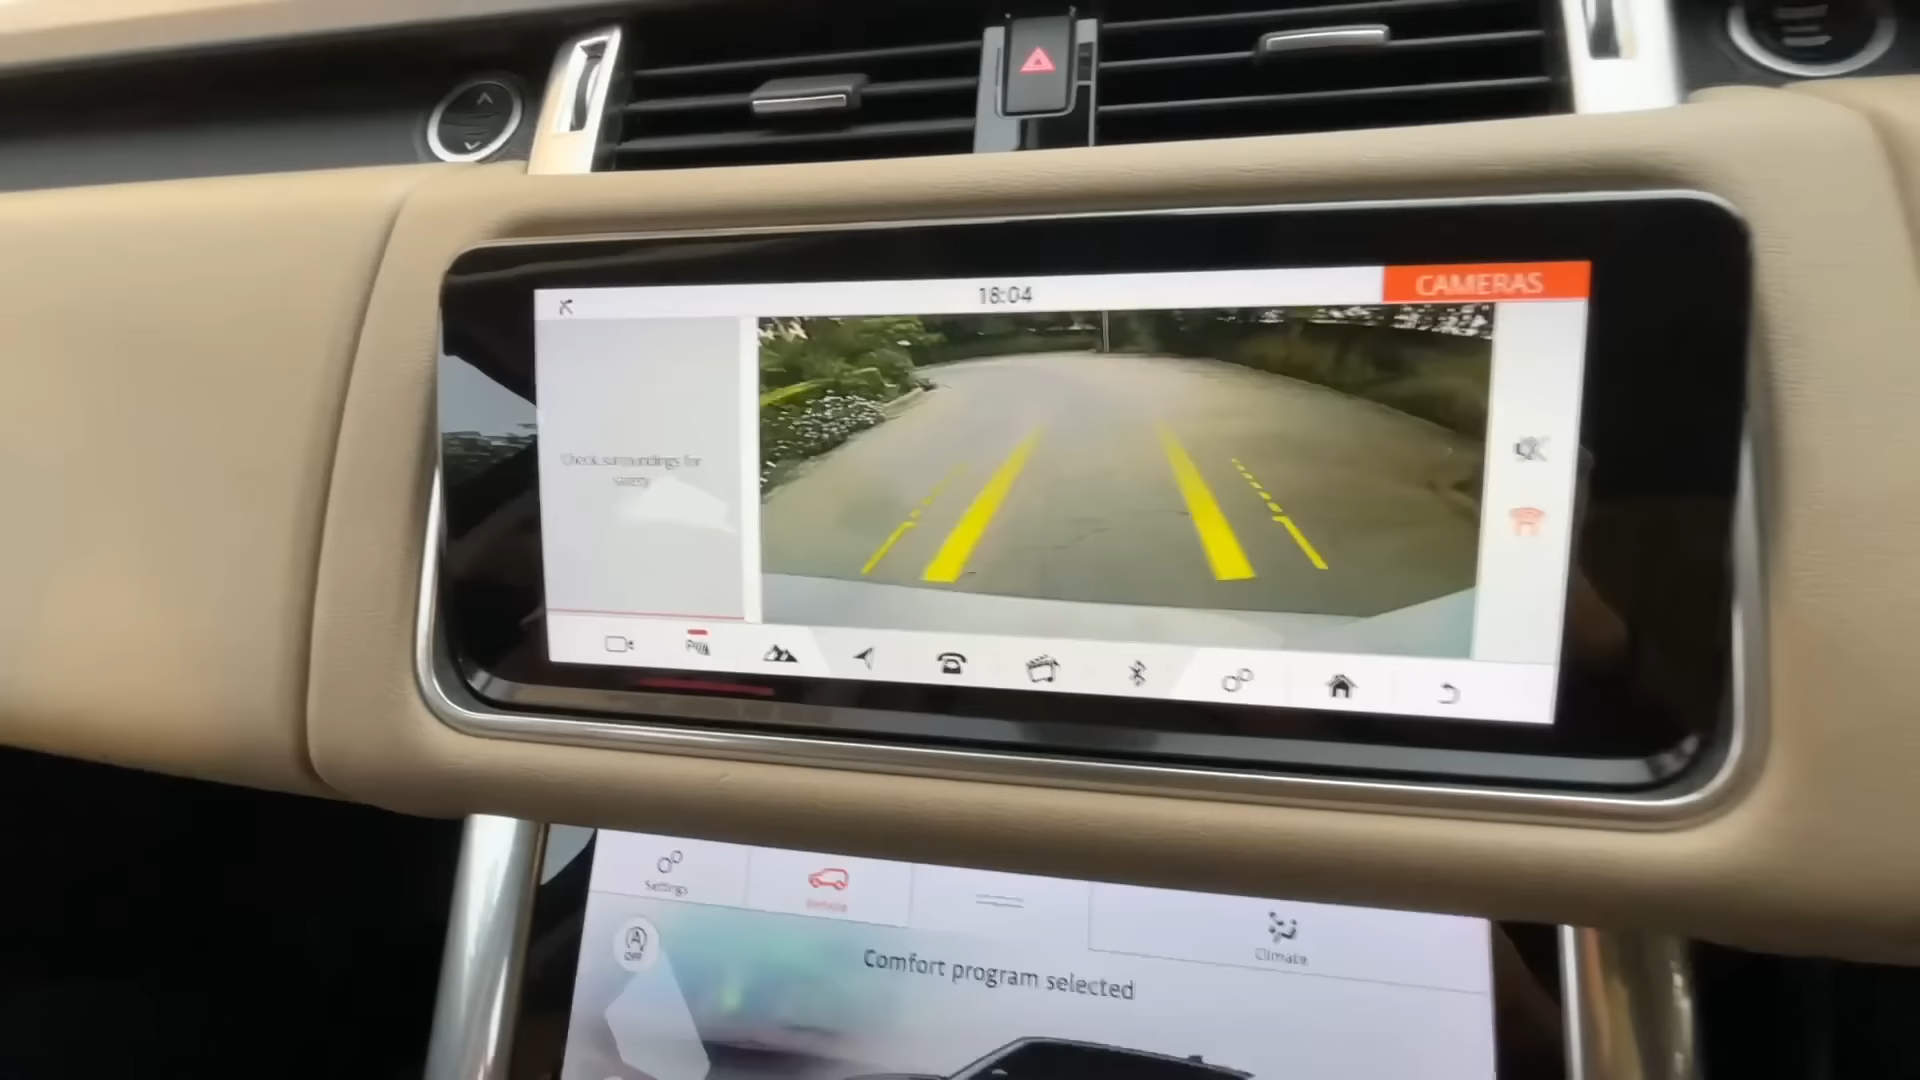 18:04
CAMERAS
Check surroundings for
safety
Settings
Vehicle
Climate
A
OFF
Comfort program selected